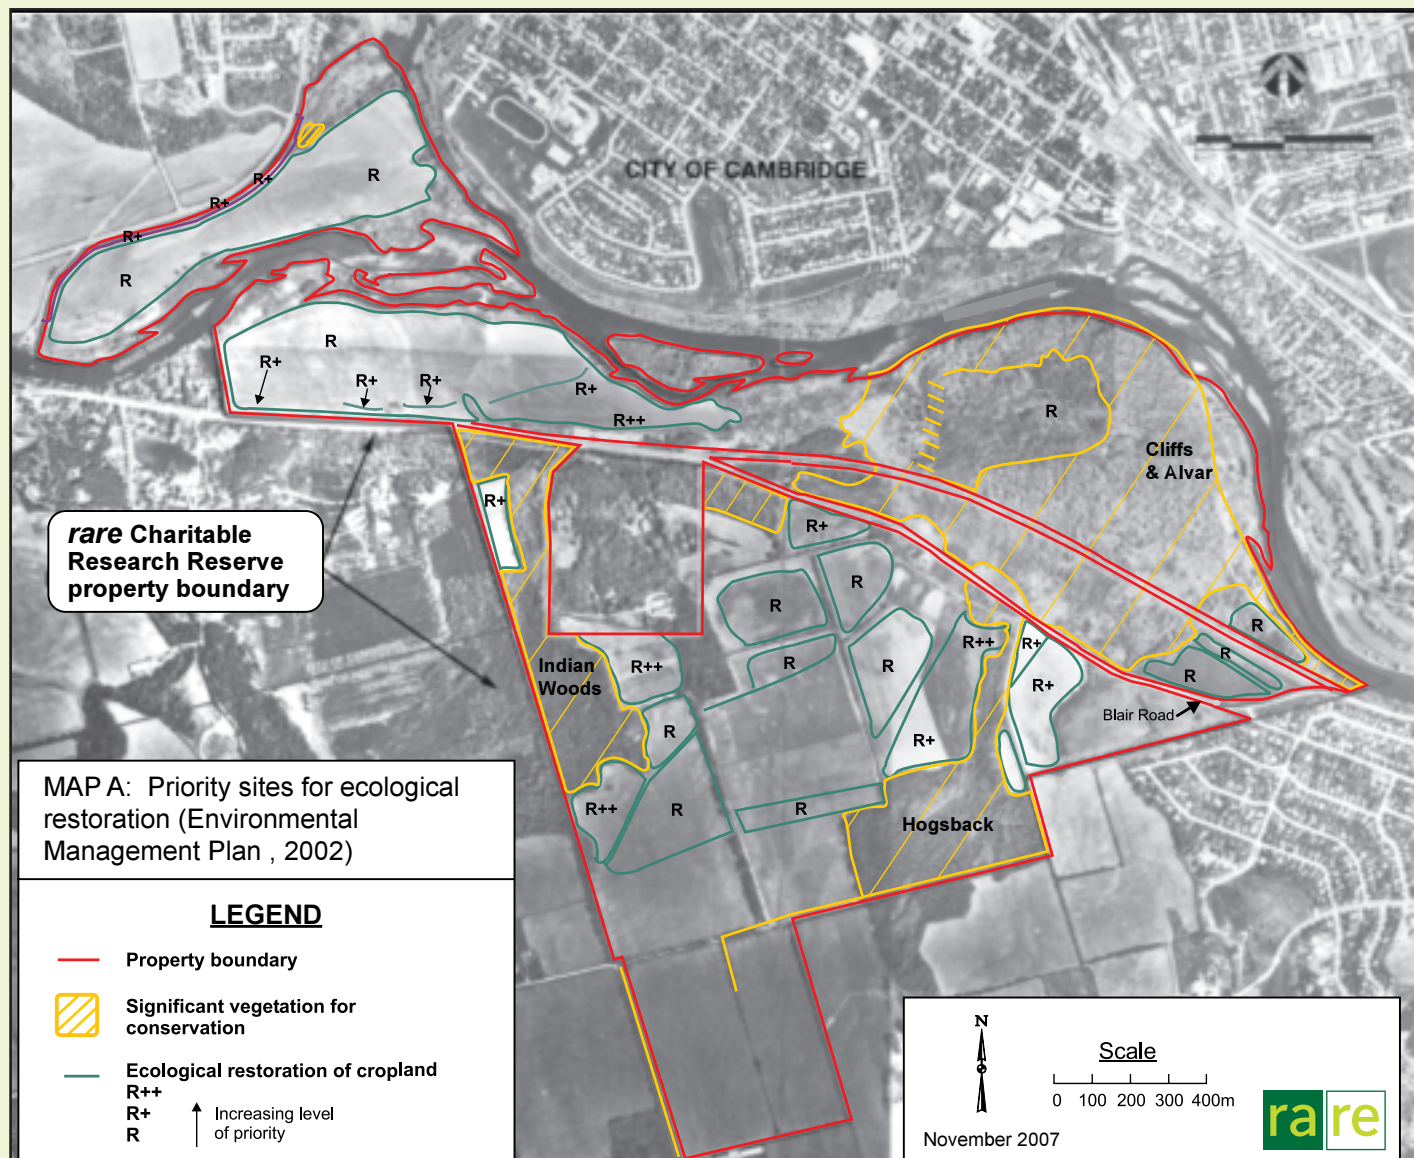 CITY OF CAMBRIDGE
R
R+
R+
R+
R
R
R+
R+
R+
R+
R++
R
Cliffs
& Alvar
R+
R+
rare Charitable
Research Reserve
property boundary
R
R
R
R
R++
R+
R++
R
R
R
R+
R
Indian
Woods
Blair Road
R
R+
R++
R
R
Hogsback
MAP A: Priority sites for ecological
restoration (Environmental
Management Plan , 2002)
LEGEND
Property boundary
Significant vegetation for
conservation
Ecological restoration of cropland
R++
R+
R
Increasing level
of priority
N
Scale
0 100 200 300 400m
November 2007
rare